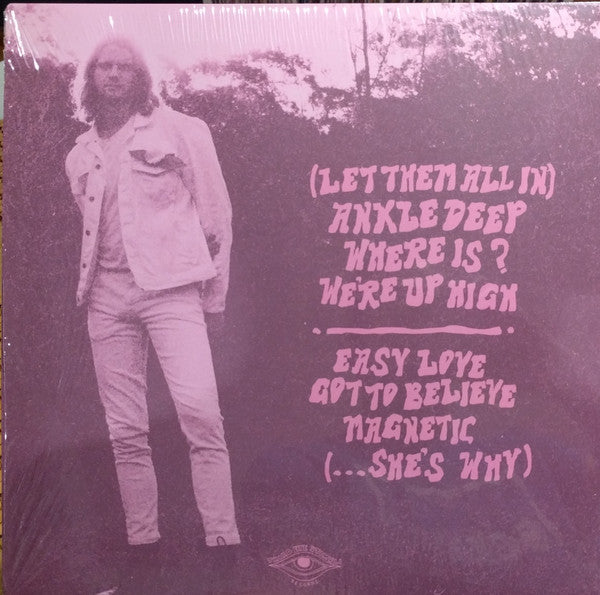 (LET THEM ALL IN)
ANKLE DEEP
WHERE IS?
WE'RE UP HIGH
EASY LOVE
GOT TO BELIEVE
MAGNETIC
(...SHE'S WHY)
RECORDS